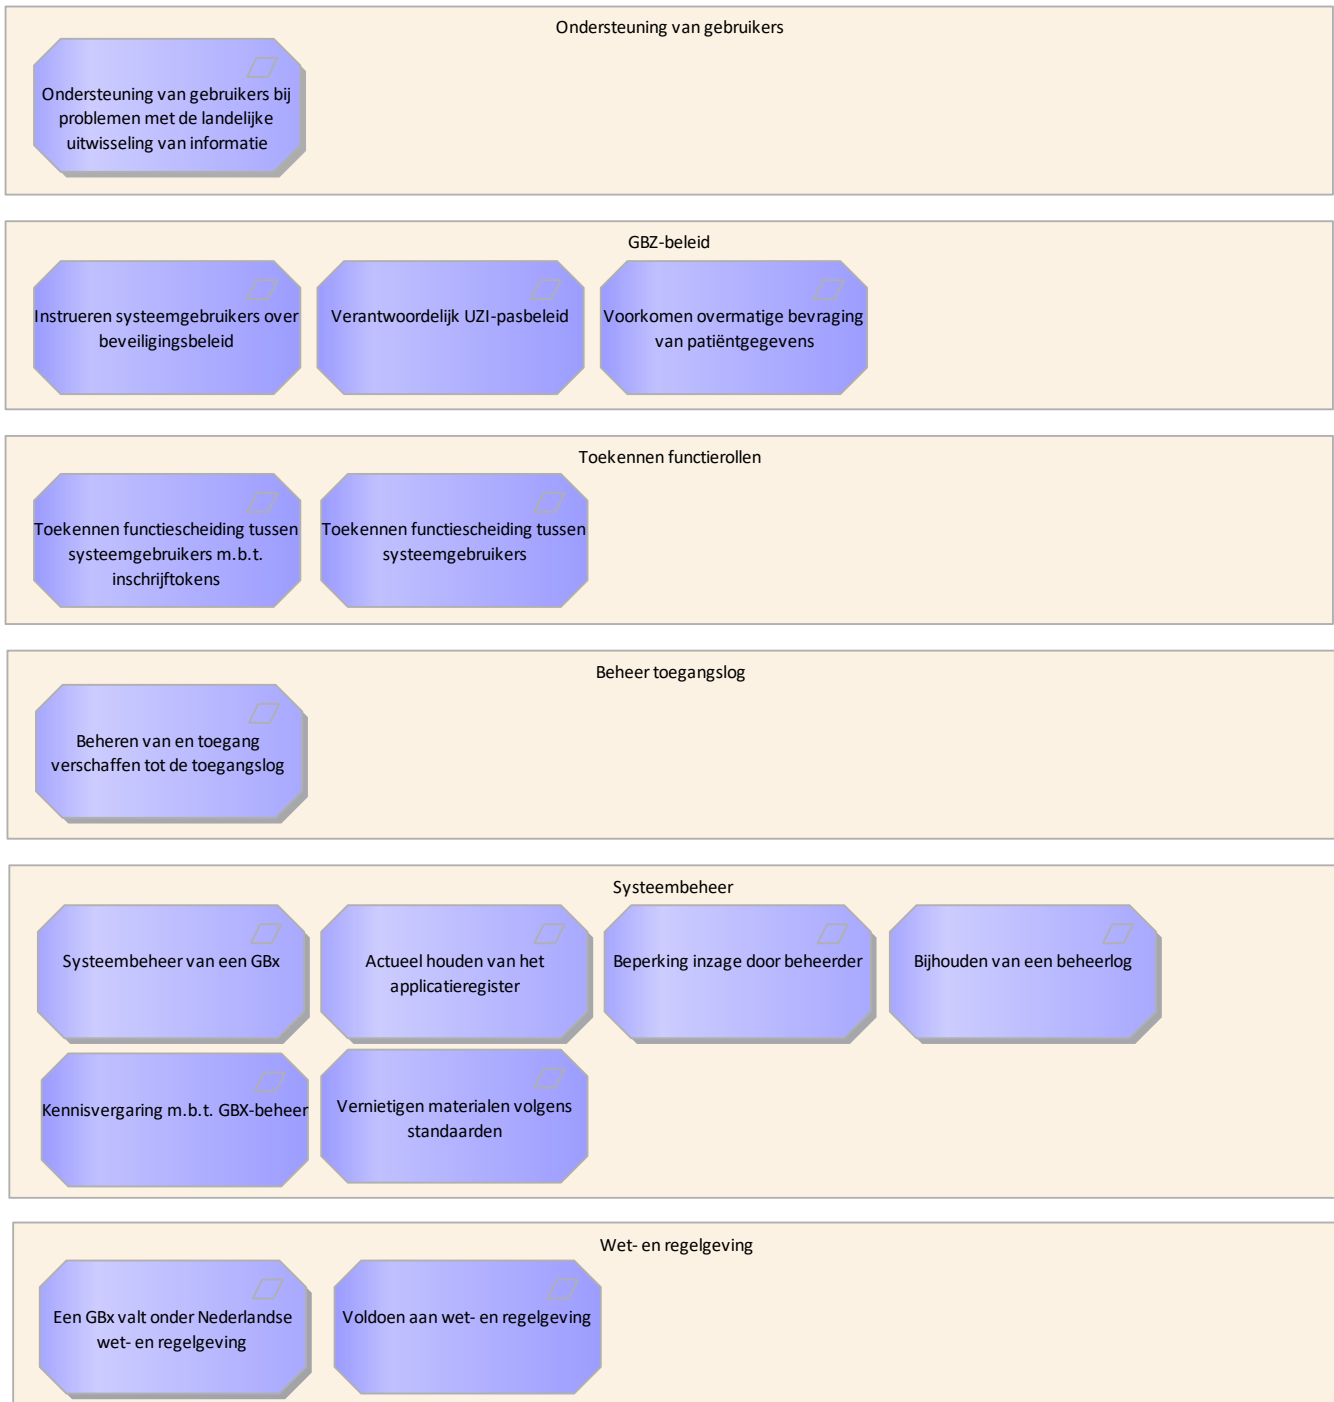 Ondersteuning van gebruikers
Ondersteuning van gebruikers bij
problemen met de landelijke
uitwisseling van informatie
GBZ-beleid
Instrueren systeemgebruikers over
beveiligingsbeleid
Verantwoordelijk UZI-pasbeleid
Voorkomen overmatige bevraging
van patiëntgegevens
Toekennen functierollen
Toekennen functiescheiding tussen
systeemgebruikers m.b.t.
inschrijftokens
Toekennen functiescheiding tussen
systeemgebruikers
Beheer toegangslog
Beheren van en toegang
verschaffen tot de toegangslog
Systeembeheer
Systeembeheer van een GBx
Actueel houden van het
applicatieregister
Beperking inzage door beheerder
Bijhouden van een beheerlog
Kennisvergaring m.b.t. GBX-beheer
Vernietigen materialen volgens
standaarden
Wet- en regelgeving
Een GBx valt onder Nederlandse
wet- en regelgeving
Voldoen aan wet- en regelgeving